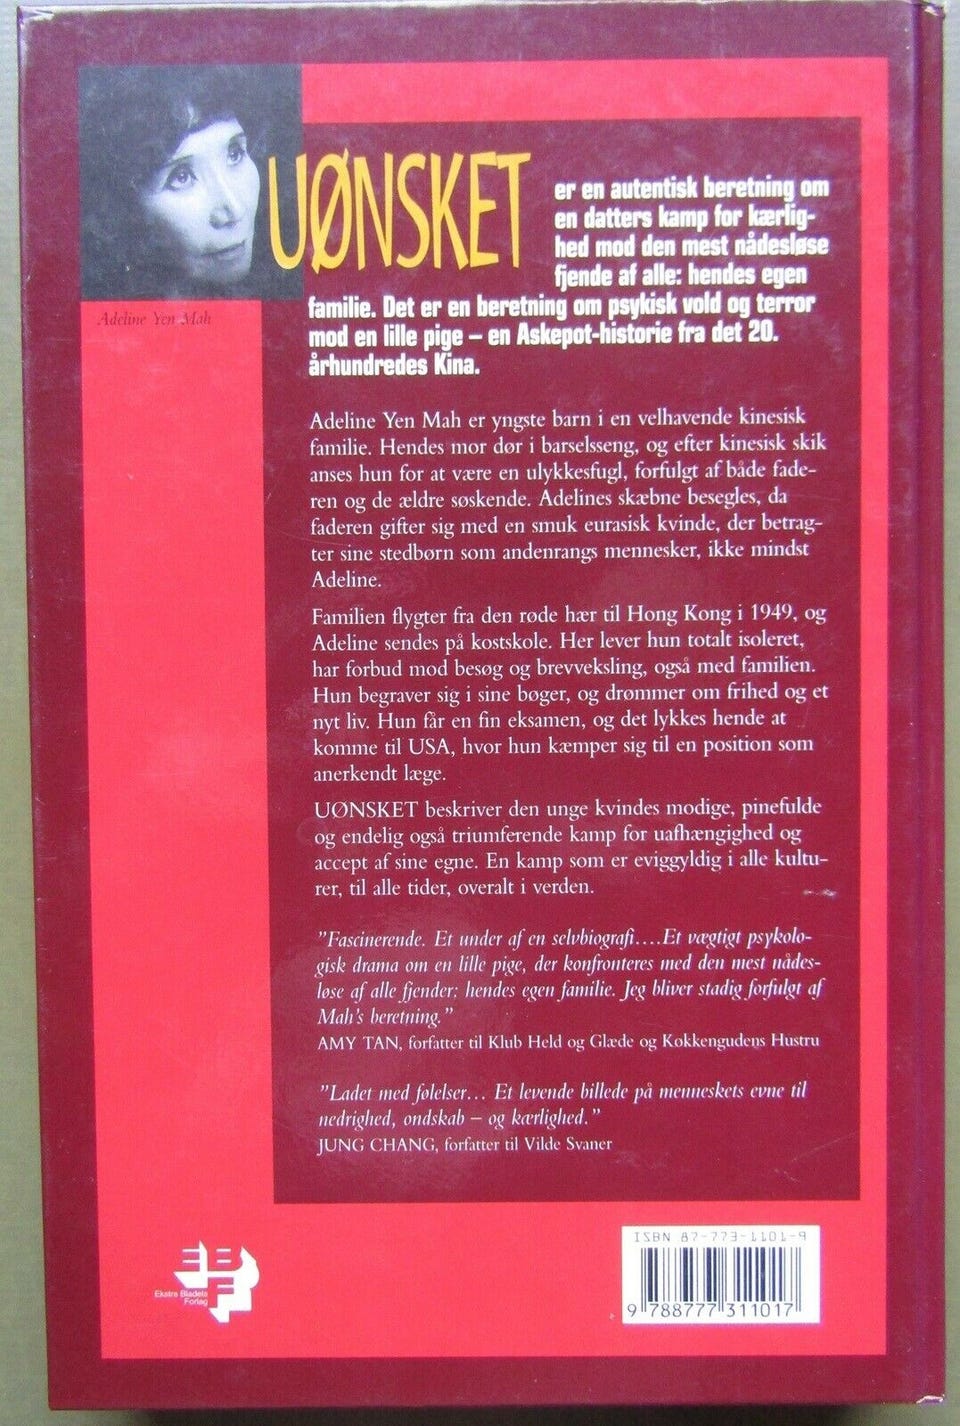 UØNSKET
er en autentisk beretning om
en datters kamp for kærlig-
hed mod den mest nådesløse
fjende af alle: hendes egen
familie. Det er en beretning om psykisk vold og terror
mod en lille pige – en Askepot-historie fra det 20.
århundredes Kina.
Adeline Yen Mah
Adeline Yen Mah er yngste barn i en velhavende kinesisk
familie. Hendes mor dør i barselsseng, og efter kinesisk skik
anses hun for at være en ulykkesfugl, forfulgt af både fade-
ren og de ældre søskende. Adelines skæbne besegles, da
faderen gifter sig med en smuk eurasisk kvinde, der betrag-
ter sine stedbørn som andenrangs mennesker, ikke mindst
Adeline.
Familien flygter fra den røde hær til Hong Kong i 1949, og
Adeline sendes på kostskole. Her lever hun totalt isoleret,
har forbud mod besøg og brevveksling, også med familien.
Hun begraver sig i sine bøger, og drømmer om frihed og et
nyt liv. Hun får en fin eksamen, og det lykkes hende at
komme til USA, hvor hun kæmper sig til en position som
anerkendt læge.
UØNSKET beskriver den unge kvindes modige, pinefulde
og endelig også triumferende kamp for uafhængighed og
accept af sine egne. En kamp som er eviggyldig i alle kultu-
rer, til alle tider, overalt i verden.
"Fascinerende. Et under af en selvbiografi....Et vægtigt psykolo-
gisk drama om en lille pige, der konfronteres med den mest nådes-
løse af alle fjender; hendes egen familie. Jeg bliver stadig forfulgt af
Mah's beretning."
AMY TAN, forfatter til Klub Held og Glæde og Køkkengudens Hustru
"Ladet med følelser... Et levende billede på menneskets evne til
nedrighed, ondskab – og kærlighed."
JUNG CHANG, forfatter til Vilde Svaner
EBF
Ekstra Bladets
Forlag
ISBN 87-773-1101-9
9 788777 311017